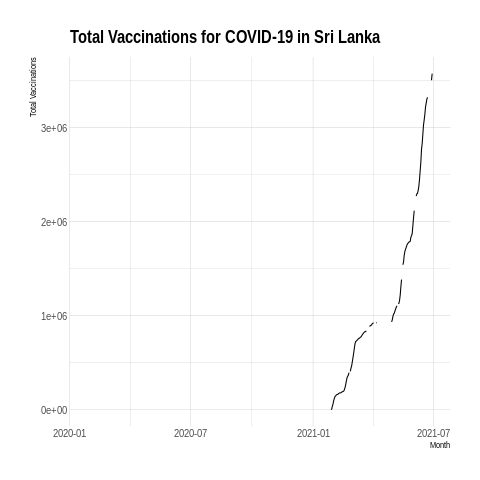 Total Vaccinations for COVID-19 in Sri Lanka
Total Vaccinations
3e+06
2e+06
1e+06
0e+00
2020-01 2020-07 2021-01 2021-07
Month